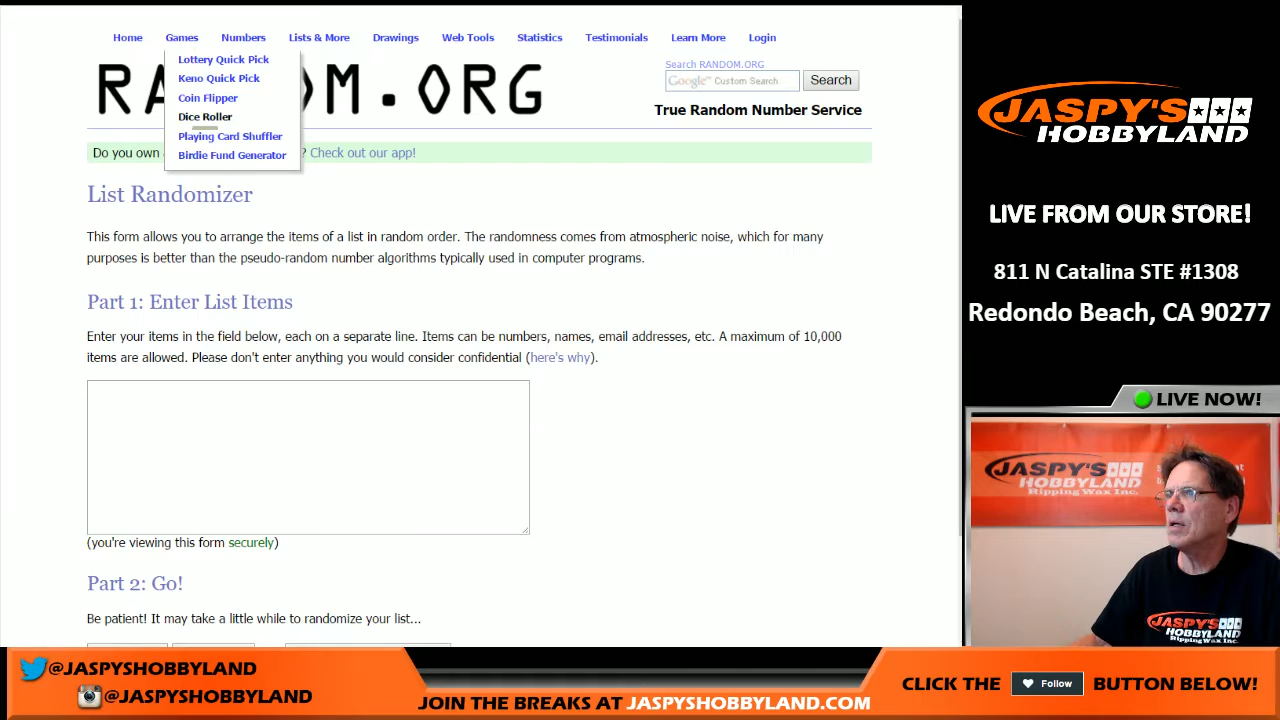 Home Games Numbers Lists & More Drawings Web Tools Statistics Testimonials Learn More Login
Lottery Quick Pick
Keno Quick Pick
Coin Flipper
Dice Roller
Playing Card Shuffler
Birdie Fund Generator
RA OM.ORG
Search RANDOM.ORG
Google™ Custom Search
Search
True Random Number Service
Do you own ? Check out our app!
List Randomizer
This form allows you to arrange the items of a list in random order. The randomness comes from atmospheric noise, which for many
purposes is better than the pseudo-random number algorithms typically used in computer programs.
Part 1: Enter List Items
Enter your items in the field below, each on a separate line. Items can be numbers, names, email addresses, etc. A maximum of 10,000
items are allowed. Please don't enter anything you would consider confidential (here's why).
(you're viewing this form securely)
Part 2: Go!
Be patient! It may take a little while to randomize your list...
JASPY'S
HOBBYLAND
LIVE FROM OUR STORE!
811 N Catalina STE #1308
Redondo Beach, CA 90277
LIVE NOW!
JASPY'S
HOBBYLAND
Ripping Wax Inc.
JASPY'S
HOBBYLAND
Ripping Wax Inc.
@JASPYSHOBBYLAND
@JASPYSHOBBYLAND
JOIN THE BREAKS AT JASPYSHOBBYLAND.COM
CLICK THE Follow BUTTON BELOW!